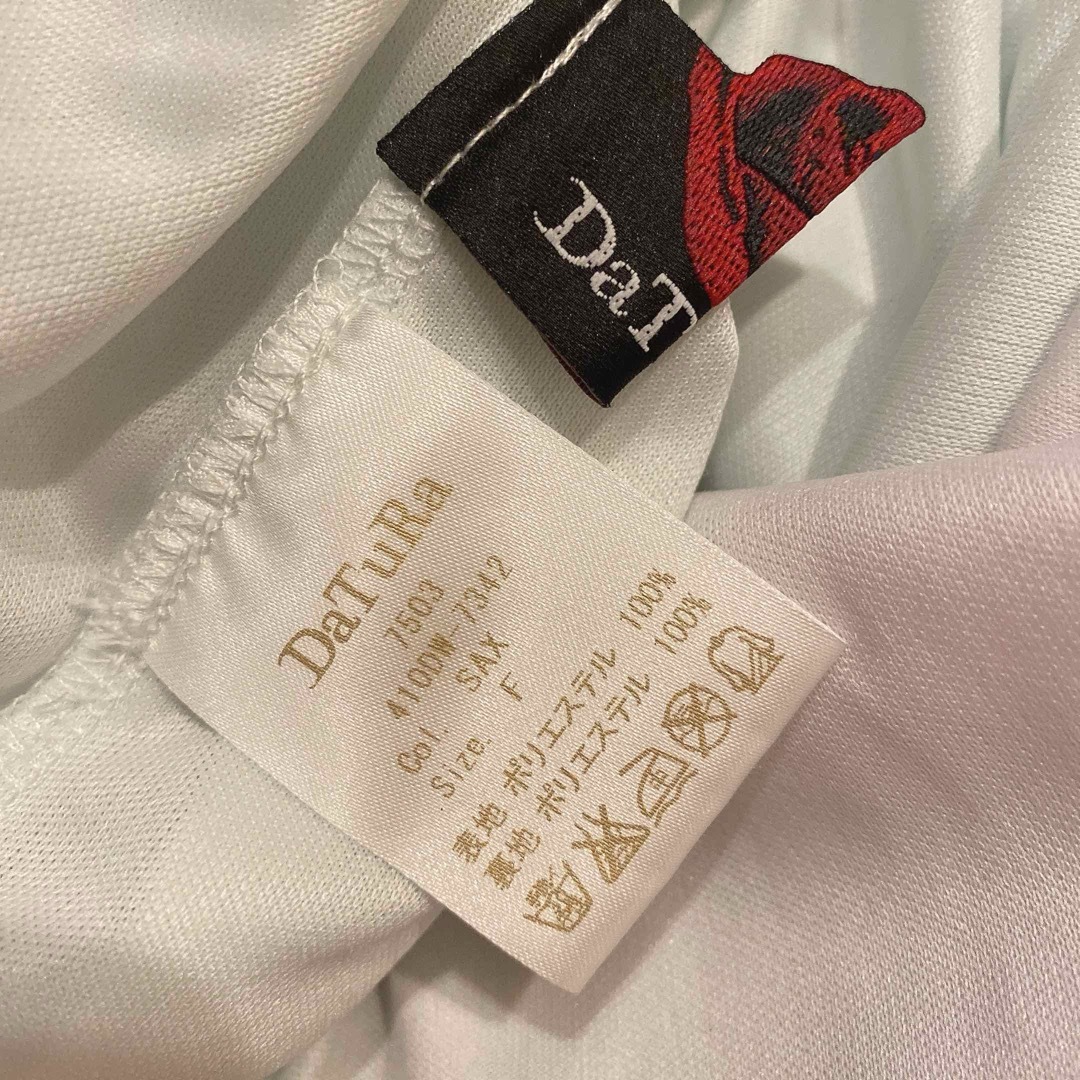 DaT
DaTuRa
7503
4100W-7342
Col. SAX
Size. F
表地 ポリエステル 100%
裏地 ポリエステル 100%